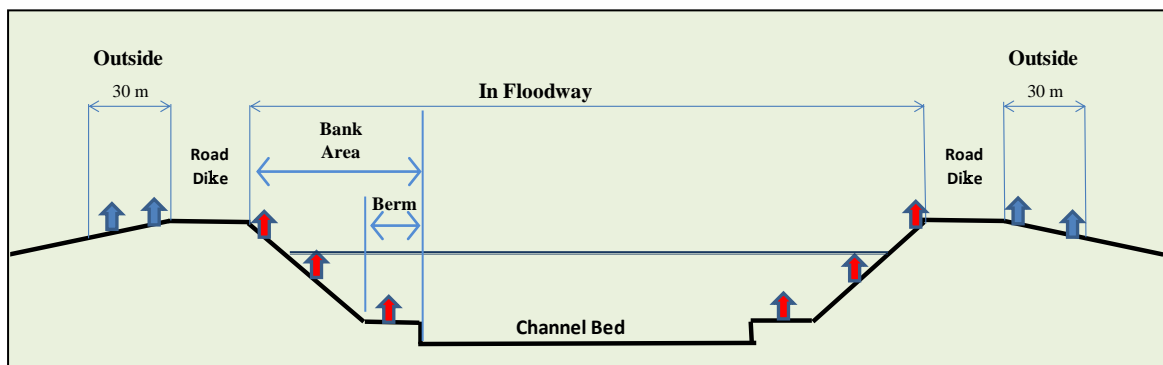 Outside
30 m
In Floodway
Outside
30 m
Bank
Area
Road
Dike
Road
Dike
Berm
Channel Bed